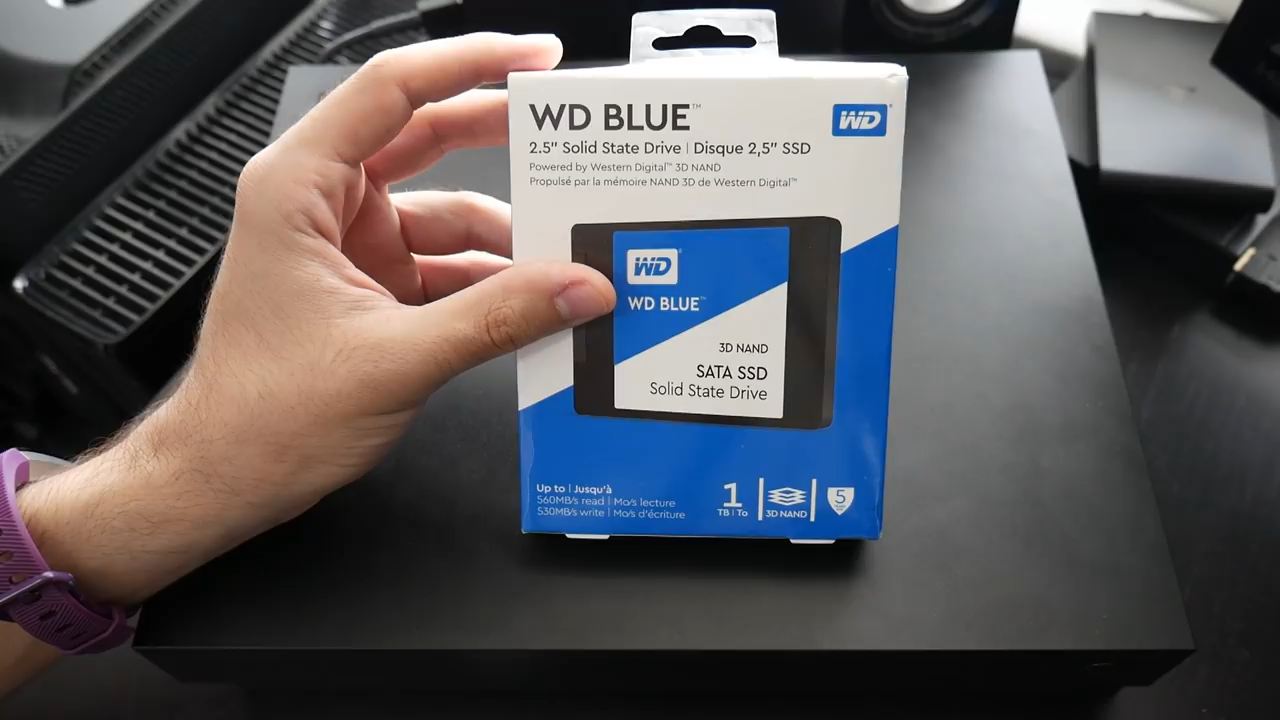 WD BLUE™
WD®
2.5" Solid State Drive | Disque 2,5" SSD
Powered by Western Digital™ 3D NAND
Propulsé par la mémoire NAND 3D de Western Digital™
WD®
WD BLUE™
3D NAND
SATA SSD
Solid State Drive
Up to | Jusqu'à
560MB/s read | Mo/s lecture
530MB/s write | Mo/s d'écriture
1
TB | To
3D NAND
5